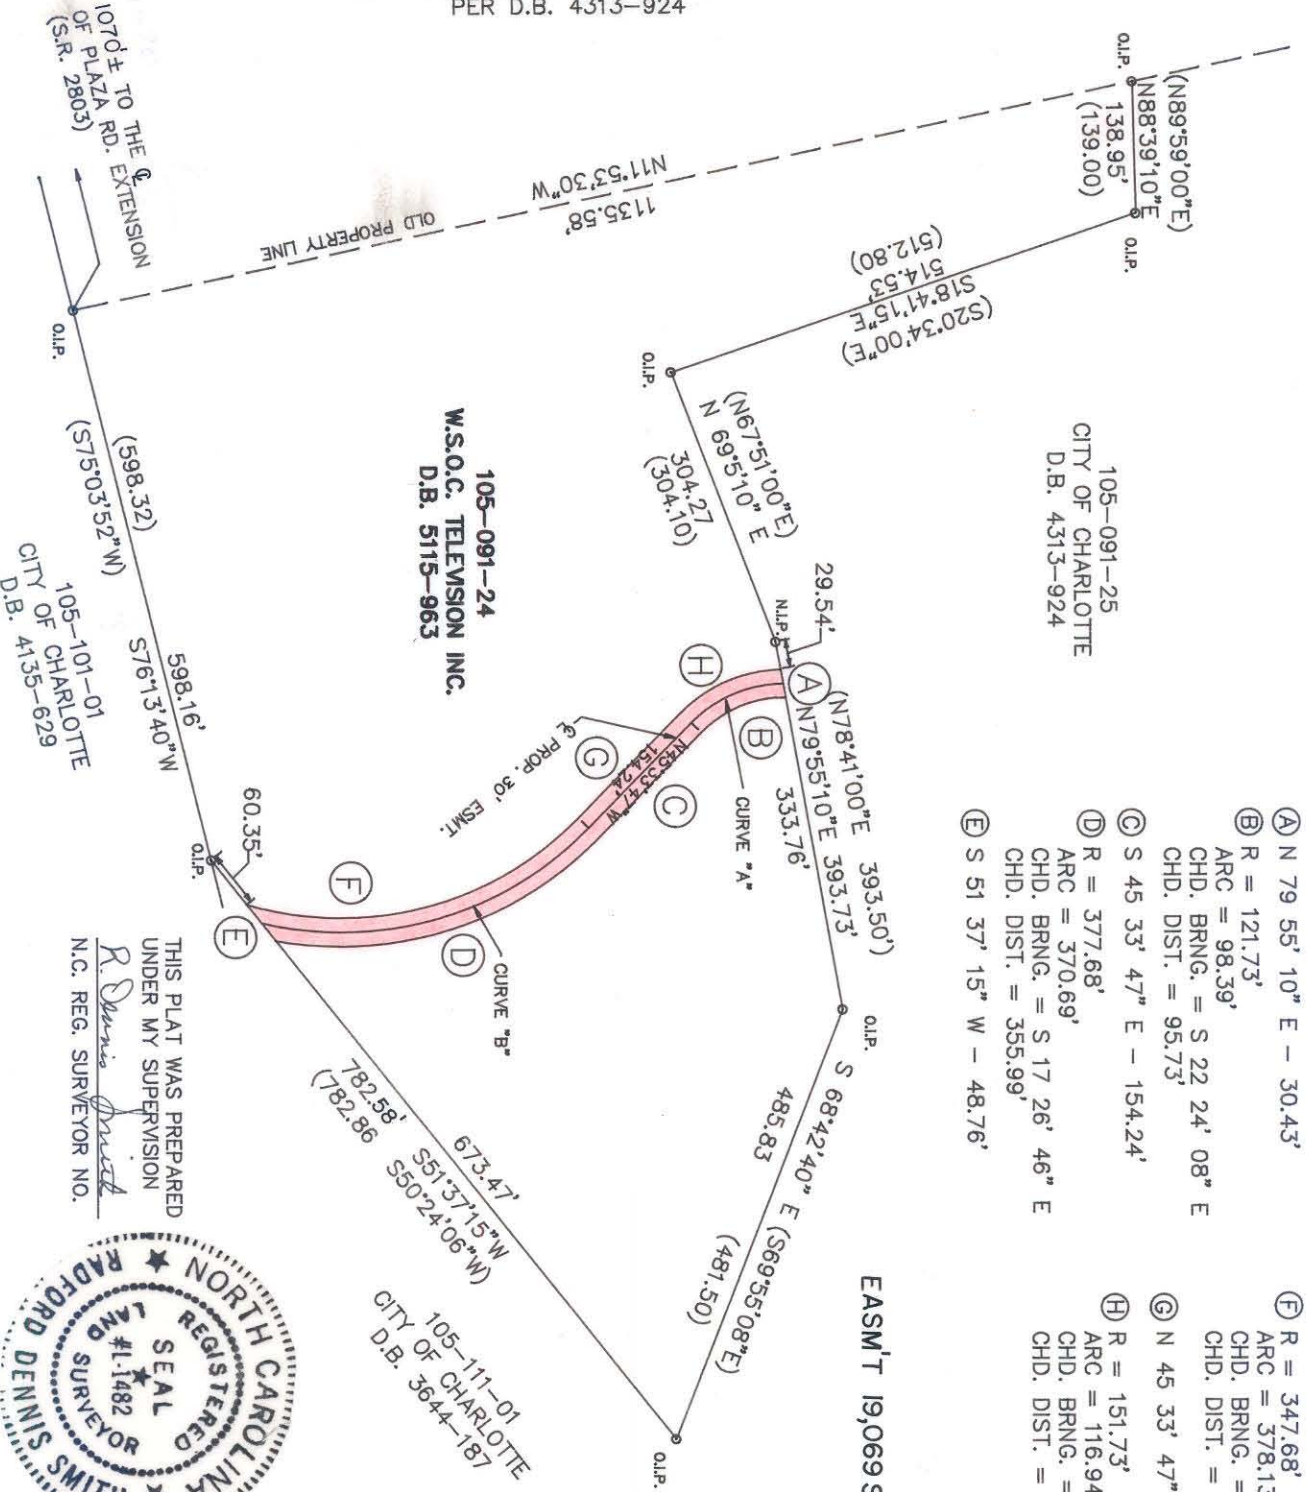 PER D.B. 4313–924
1070'± TO THE ℄
OF PLAZA RD. EXTENSION
(S.R. 2803)
O.I.P.
(N89°59'00"E)
N88°39'10"E
138.95'
(139.00)
O.I.P.
N11°53'30"W
1135.58'
OLD PROPERTY LINE
(S20°34'00"E)
S18°41'15"E
514.53'
(512.80)
O.I.P.
105–091–25
CITY OF CHARLOTTE
D.B. 4313–924
(N67°51'00"E)
N 69°5'10" E
304.27
(304.10)
29.54'
N.I.P.
105–091–24
W.S.O.C. TELEVISION INC.
D.B. 5115–963
A
B
C
D
E
F
G
H
(N78°41'00"E 393.50')
N79°55'10"E 393.73'
333.76'
CURVE "A"
N45°33'47"W
154.24'
℄ PROP. 30' ESMT.
CURVE "B"
O.I.P.
(598.32)
(S75°03'52"W)
598.16'
S76°13'40"W
105–101–01
CITY OF CHARLOTTE
D.B. 4135–629
60.35'
O.I.P.
O.I.P.
S 68°42'40" E (S69°55'08"E)
485.83
(481.50)
673.47'
782.58' S51°37'15"W
(782.86 S50°24'06"W)
O.I.P.
105–111–01
CITY OF CHARLOTTE
D.B. 3644–187
Ⓐ N 79 55' 10" E – 30.43'
Ⓑ R = 121.73'
ARC = 98.39'
CHD. BRNG. = S 22 24' 08" E
CHD. DIST. = 95.73'
Ⓒ S 45 33' 47" E – 154.24'
Ⓓ R = 377.68'
ARC = 370.69'
CHD. BRNG. = S 17 26' 46" E
CHD. DIST. = 355.99'
Ⓔ S 51 37' 15" W – 48.76'
Ⓕ R = 347.68'
ARC = 378.13
CHD. BRNG. =
CHD. DIST. =
Ⓖ N 45 33' 47"
Ⓗ R = 151.73'
ARC = 116.94
CHD. BRNG. =
CHD. DIST. =
EASM'T 19,069 S
THIS PLAT WAS PREPARED
UNDER MY SUPERVISION
R. Dennis Smith
N.C. REG. SURVEYOR NO.
NORTH CAROLINA
REGISTERED
SEAL
#L-1482
LAND SURVEYOR
RADFORD DENNIS SMITH